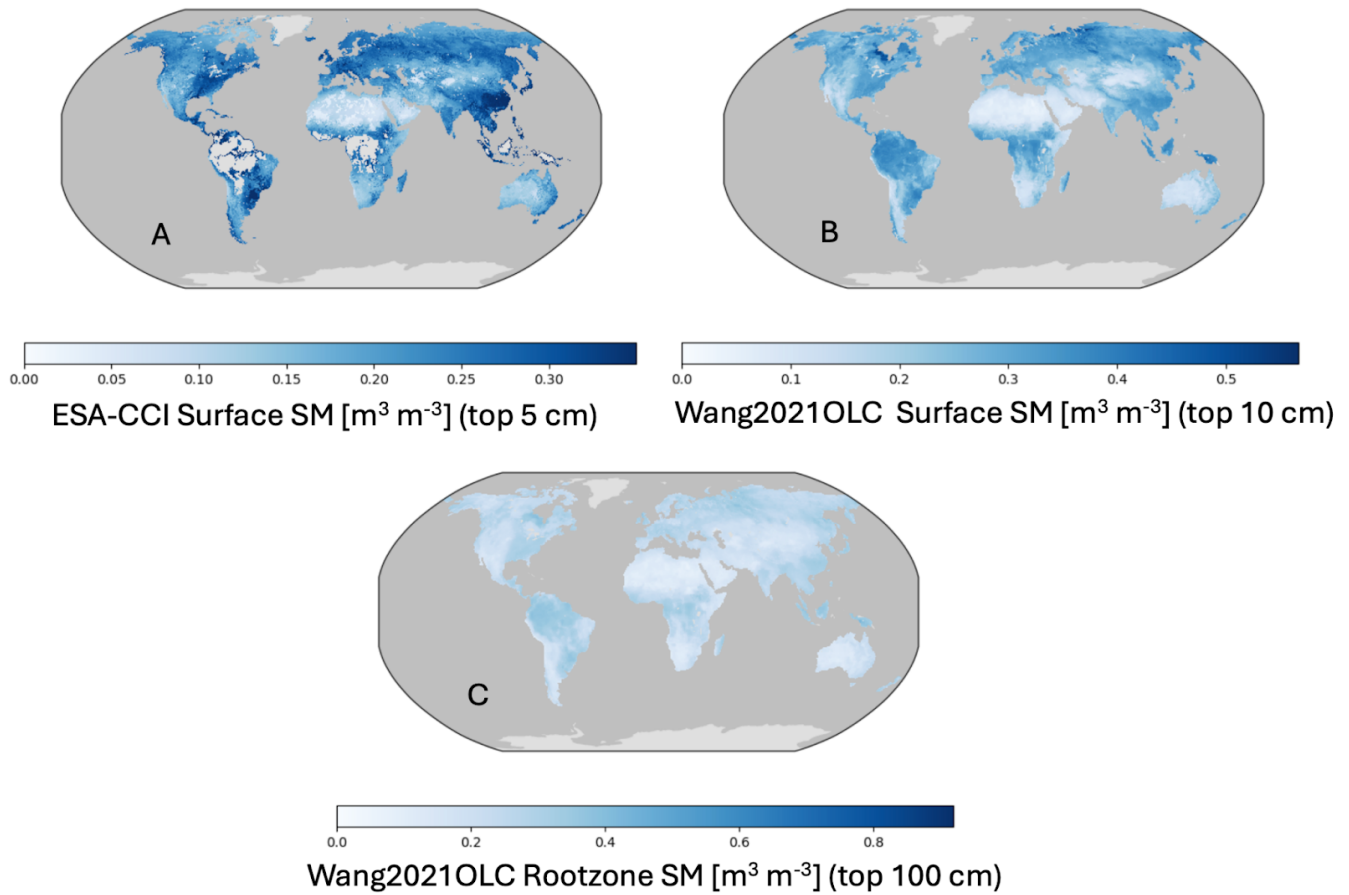 A
B
0.00 0.05 0.10 0.15 0.20 0.25 0.30
0.0 0.1 0.2 0.3 0.4 0.5
ESA-CCI Surface SM [m³ m⁻³] (top 5 cm)
Wang2021OLC  Surface SM [m³ m⁻³] (top 10 cm)
C
0.0 0.2 0.4 0.6 0.8
Wang2021OLC Rootzone SM [m³ m⁻³] (top 100 cm)